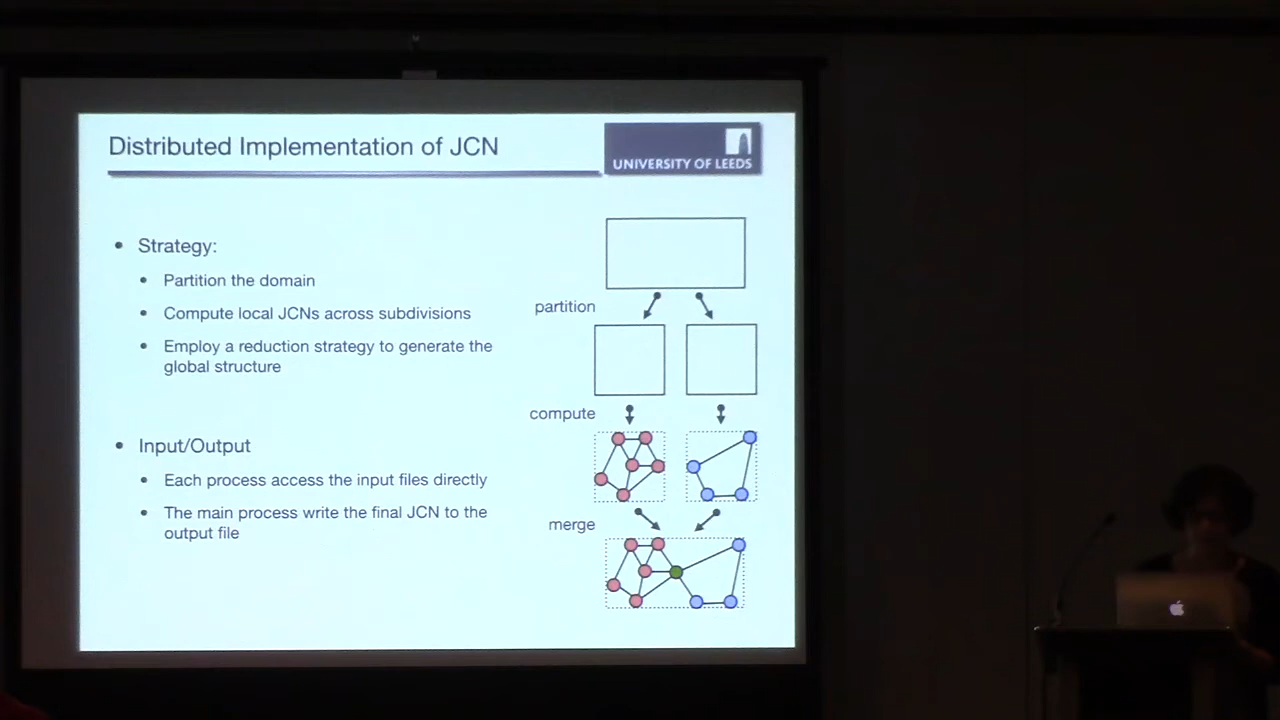 Distributed Implementation of JCN
UNIVERSITY OF LEEDS
• Strategy:
• Partition the domain
• Compute local JCNs across subdivisions
• Employ a reduction strategy to generate the
global structure
• Input/Output
• Each process access the input files directly
• The main process write the final JCN to the
output file
partition
compute
merge